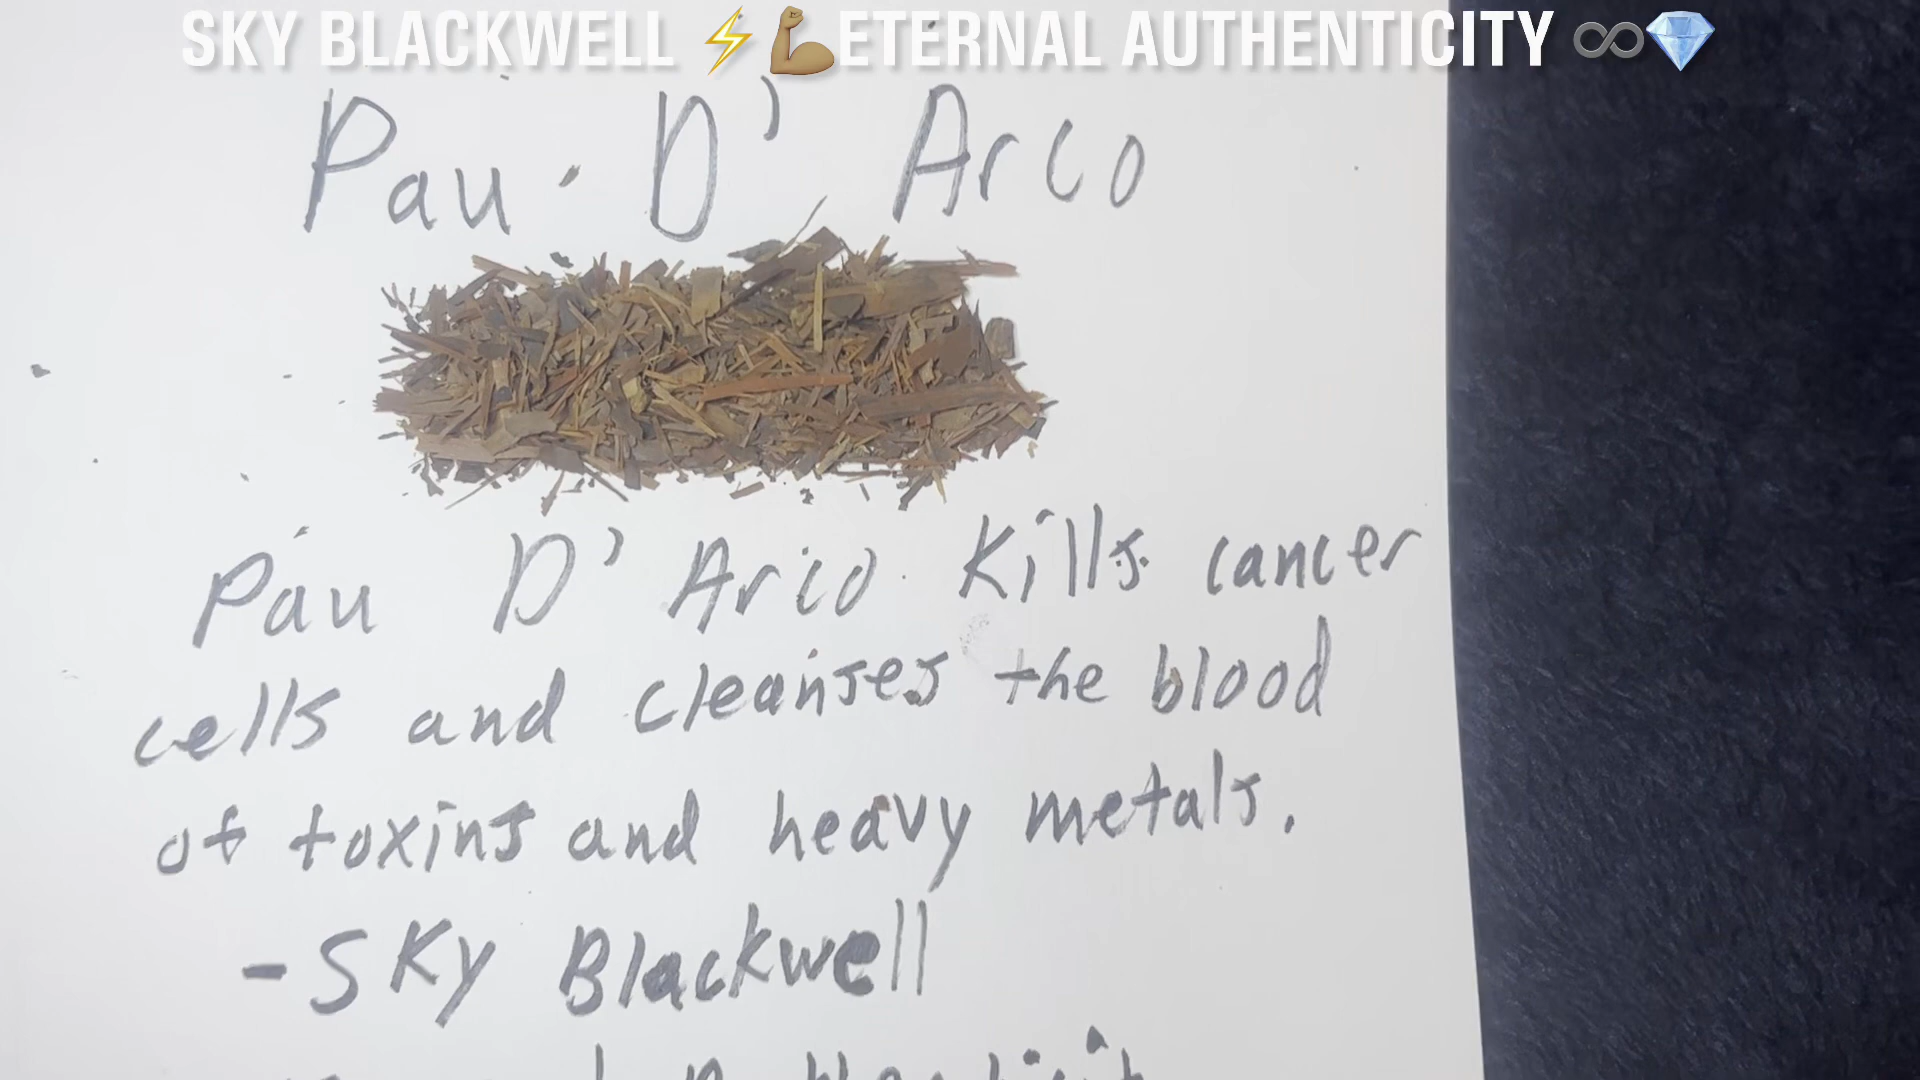 SKY BLACKWELL ⚡💪🏽ETERNAL AUTHENTICITY ♾💎
Pau D' Arco
Pau D' Arco Kills cancer
cells and cleanses the blood
of toxins and heavy metals.
- SKy Blackwell